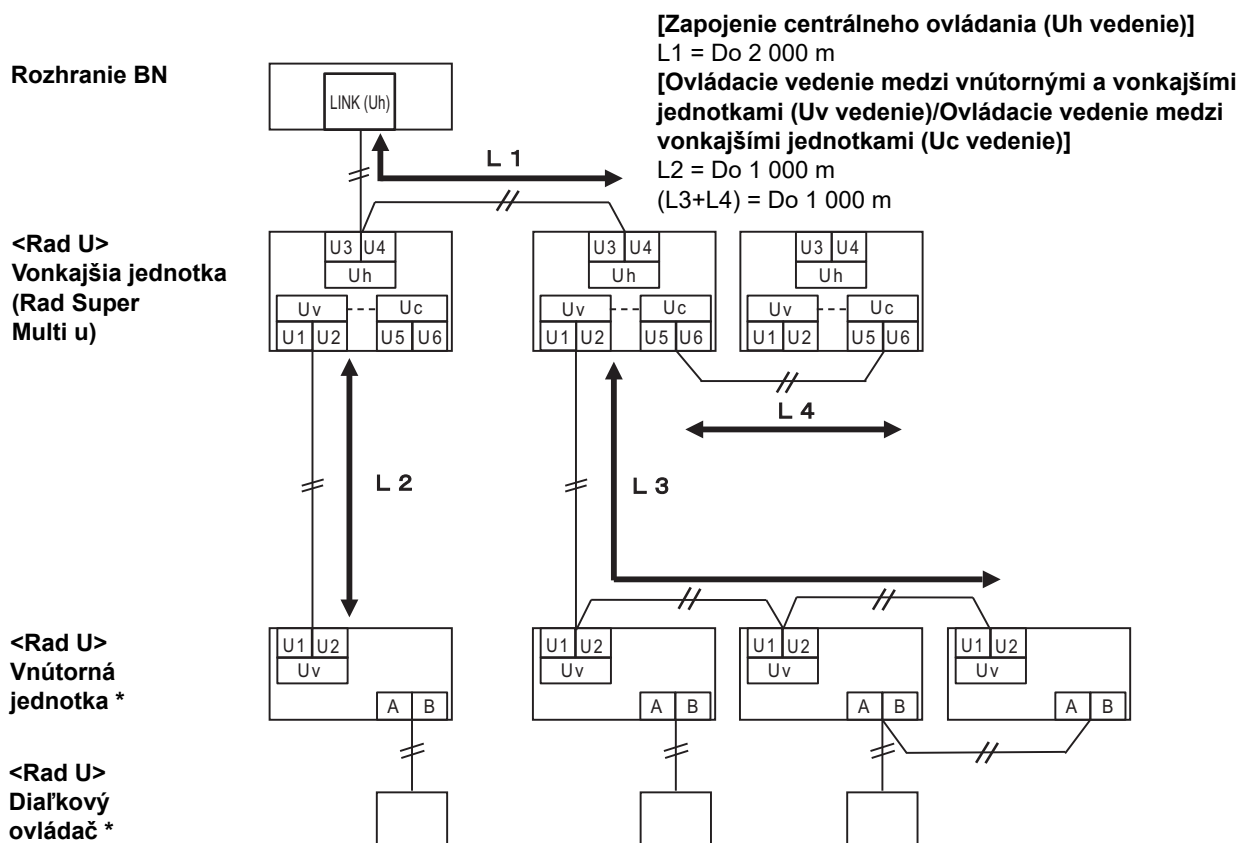 [Zapojenie centrálneho ovládania (Uh vedenie)]
L1 = Do 2 000 m
[Ovládacie vedenie medzi vnútornými a vonkajšími
jednotkami (Uv vedenie)/Ovládacie vedenie medzi
vonkajšími jednotkami (Uc vedenie)]
L2 = Do 1 000 m
(L3+L4) = Do 1 000 m
Rozhranie BN
LINK (Uh)
L 1
<Rad U>
Vonkajšia jednotka
(Rad Super
Multi u)
U3 U4
Uh
Uv Uc
U1 U2 U5 U6
U3 U4
Uh
Uv Uc
U1 U2 U5 U6
U3 U4
Uh
Uv Uc
U1 U2 U5 U6
L 4
L 2
L 3
<Rad U>
Vnútorná
jednotka *
U1 U2
Uv
A B
U1 U2
Uv
A B
U1 U2
Uv
A B
U1 U2
Uv
A B
<Rad U>
Diaľkový
ovládač *